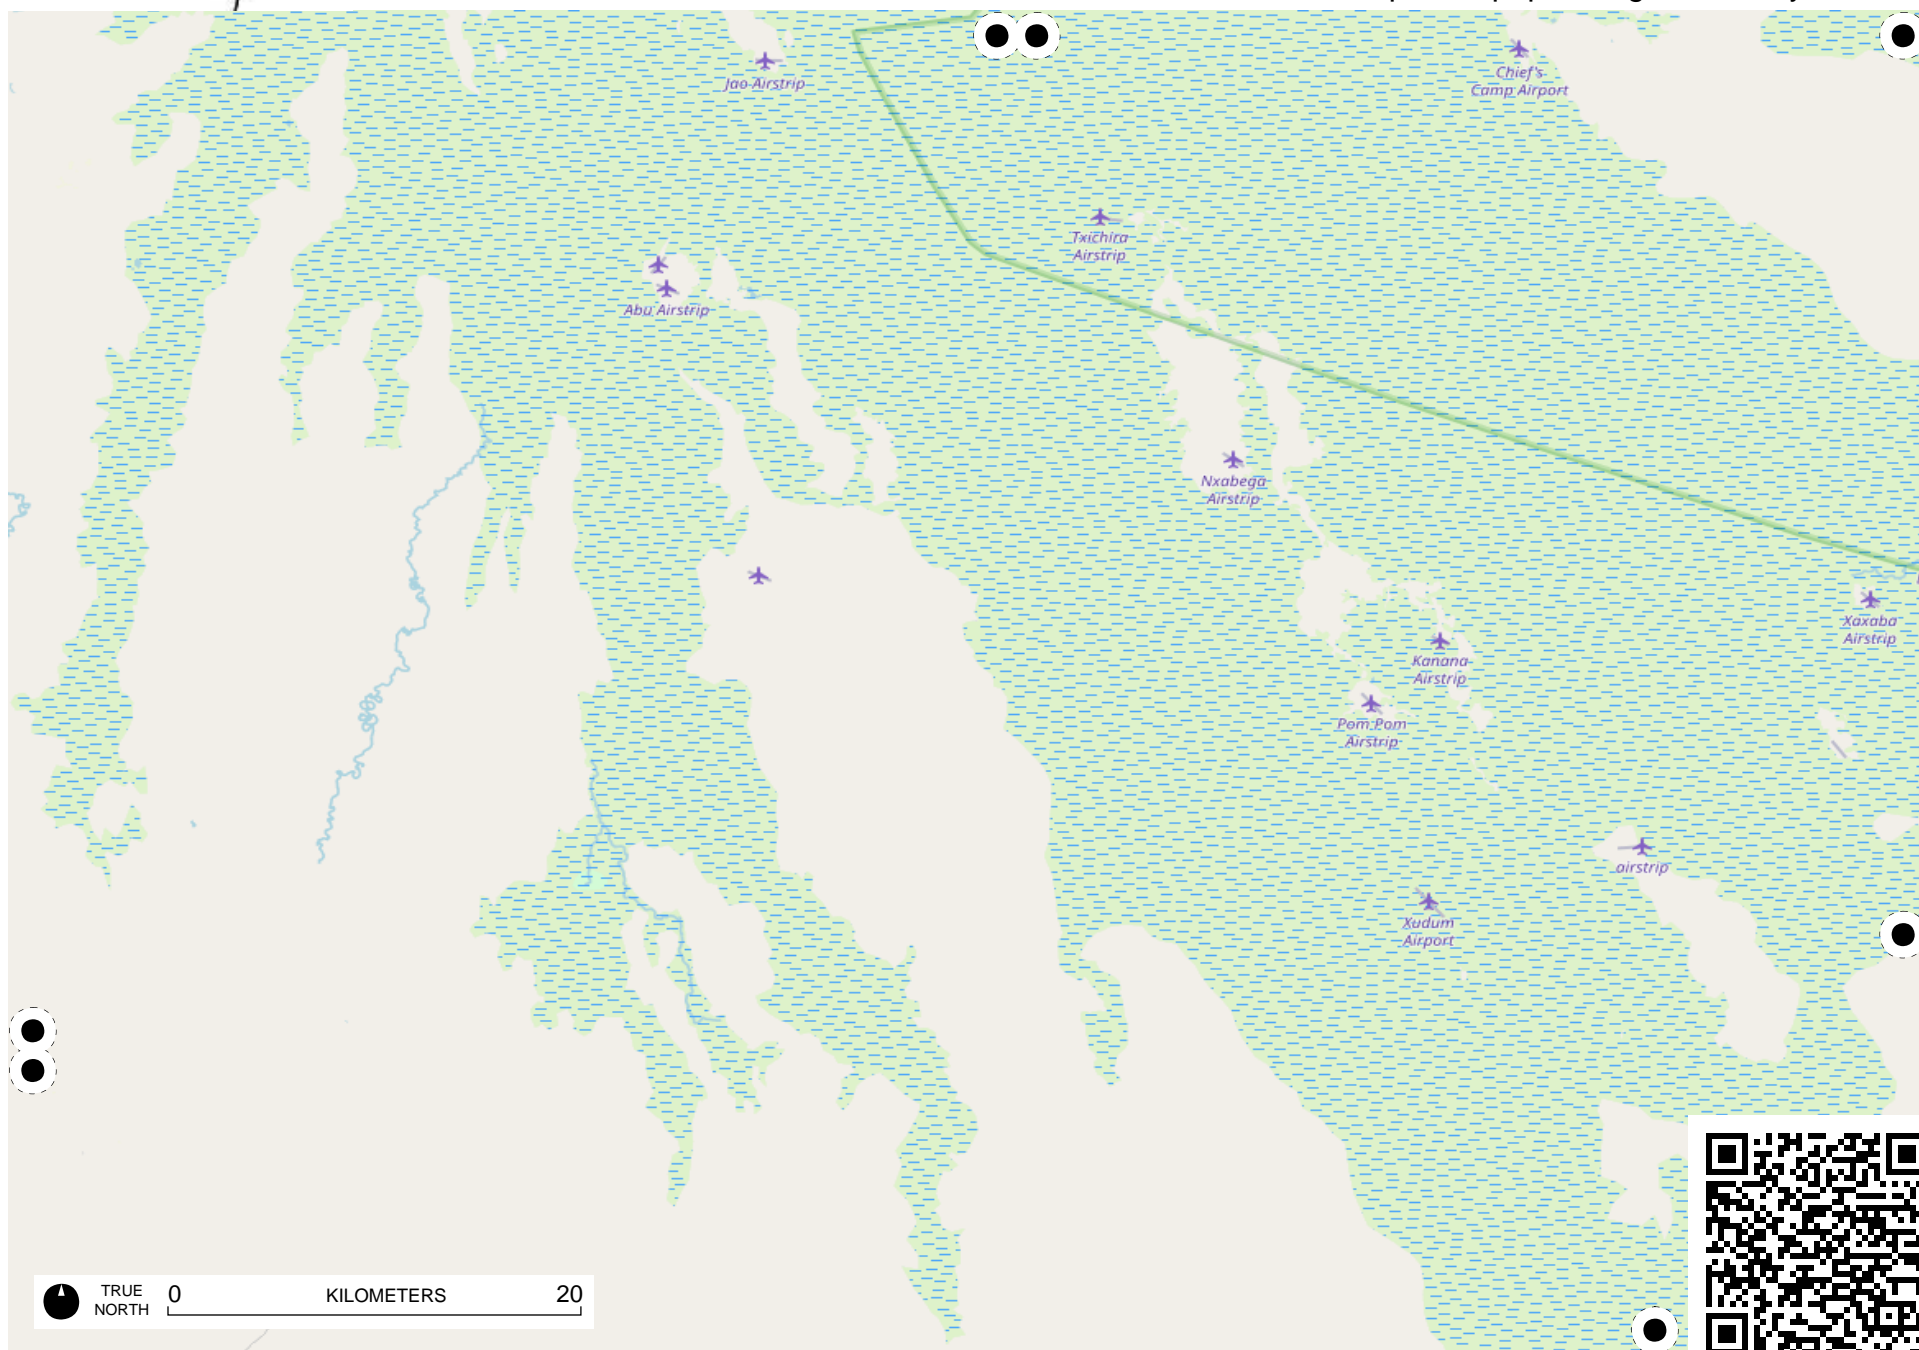 Jao Airstrip
Chief's
Camp Airport
Txichira
Airstrip
Abu Airstrip
Nxabega
Airstrip
Xaxaba
Airstrip
Kanana
Airstrip
Pom Pom
Airstrip
airstrip
Xudum
Airport
TRUE
NORTH
0
KILOMETERS
20